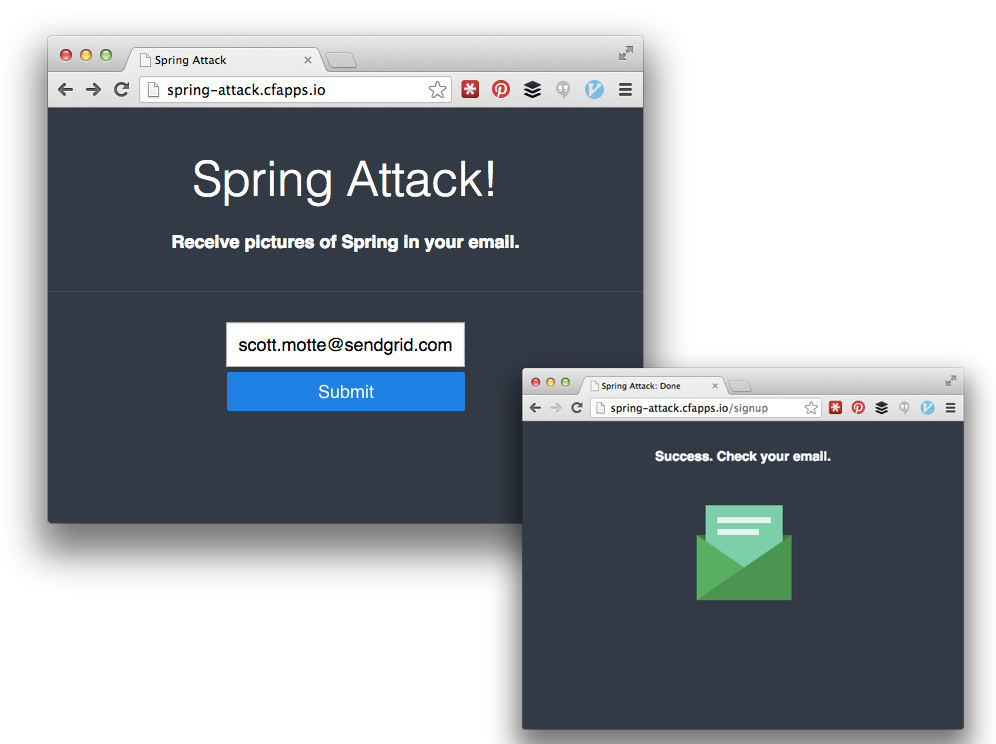 Spring Attack
spring-attack.cfapps.io
Spring Attack!
Receive pictures of Spring in your email.
scott.motte@sendgrid.com
Submit
Spring Attack: Done
spring-attack.cfapps.io/signup
Success. Check your email.